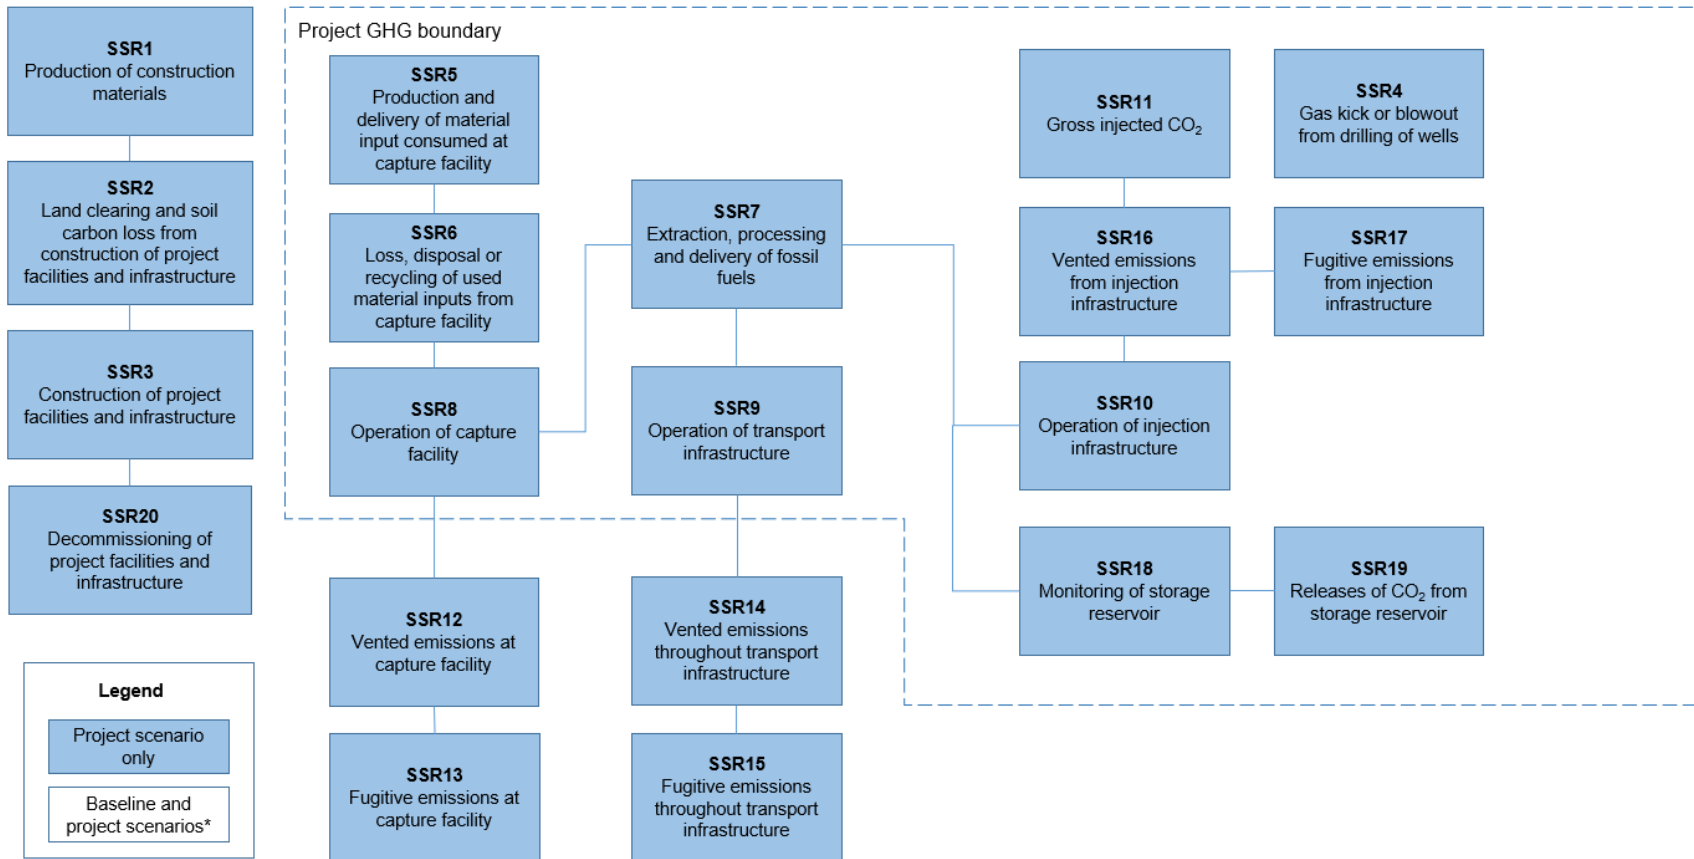 SSR1
Production of construction
materials
SSR2
Land clearing and soil
carbon loss from
construction of project
facilities and infrastructure
SSR3
Construction of project
facilities and infrastructure
SSR20
Decommissioning of
project facilities and
infrastructure
Legend
Project scenario
only
Baseline and
project scenarios*
Project GHG boundary
SSR5
Production and
delivery of material
input consumed at
capture facility
SSR6
Loss, disposal or
recycling of used
material inputs from
capture facility
SSR8
Operation of capture
facility
SSR12
Vented emissions at
capture facility
SSR13
Fugitive emissions at
capture facility
SSR7
Extraction, processing
and delivery of fossil
fuels
SSR9
Operation of transport
infrastructure
SSR14
Vented emissions
throughout transport
infrastructure
SSR15
Fugitive emissions
throughout transport
infrastructure
SSR11
Gross injected CO₂
SSR4
Gas kick or blowout
from drilling of wells
SSR16
Vented emissions
from injection
infrastructure
SSR17
Fugitive emissions
from injection
infrastructure
SSR10
Operation of injection
infrastructure
SSR18
Monitoring of storage
reservoir
SSR19
Releases of CO₂ from
storage reservoir